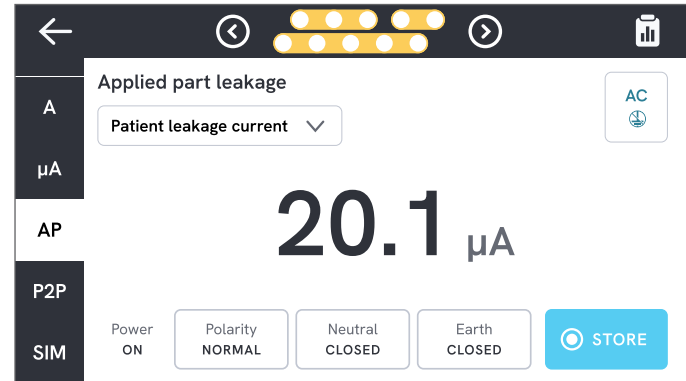 A
µA
AP
P2P
SIM
Applied part leakage
Patient leakage current
AC
20.1 µA
Power
ON
Polarity
NORMAL
Neutral
CLOSED
Earth
CLOSED
STORE